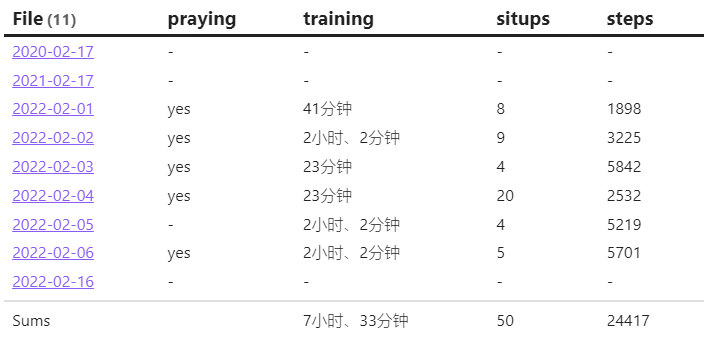 File (11) praying training situps steps
2020-02-17 - - - -
2021-02-17 - - - -
2022-02-01 yes 41分钟 8 1898
2022-02-02 yes 2小时、2分钟 9 3225
2022-02-03 yes 23分钟 4 5842
2022-02-04 yes 23分钟 20 2532
2022-02-05 - 2小时、2分钟 4 5219
2022-02-06 yes 2小时、2分钟 5 5701
2022-02-16 - - - -
Sums 7小时、33分钟 50 24417